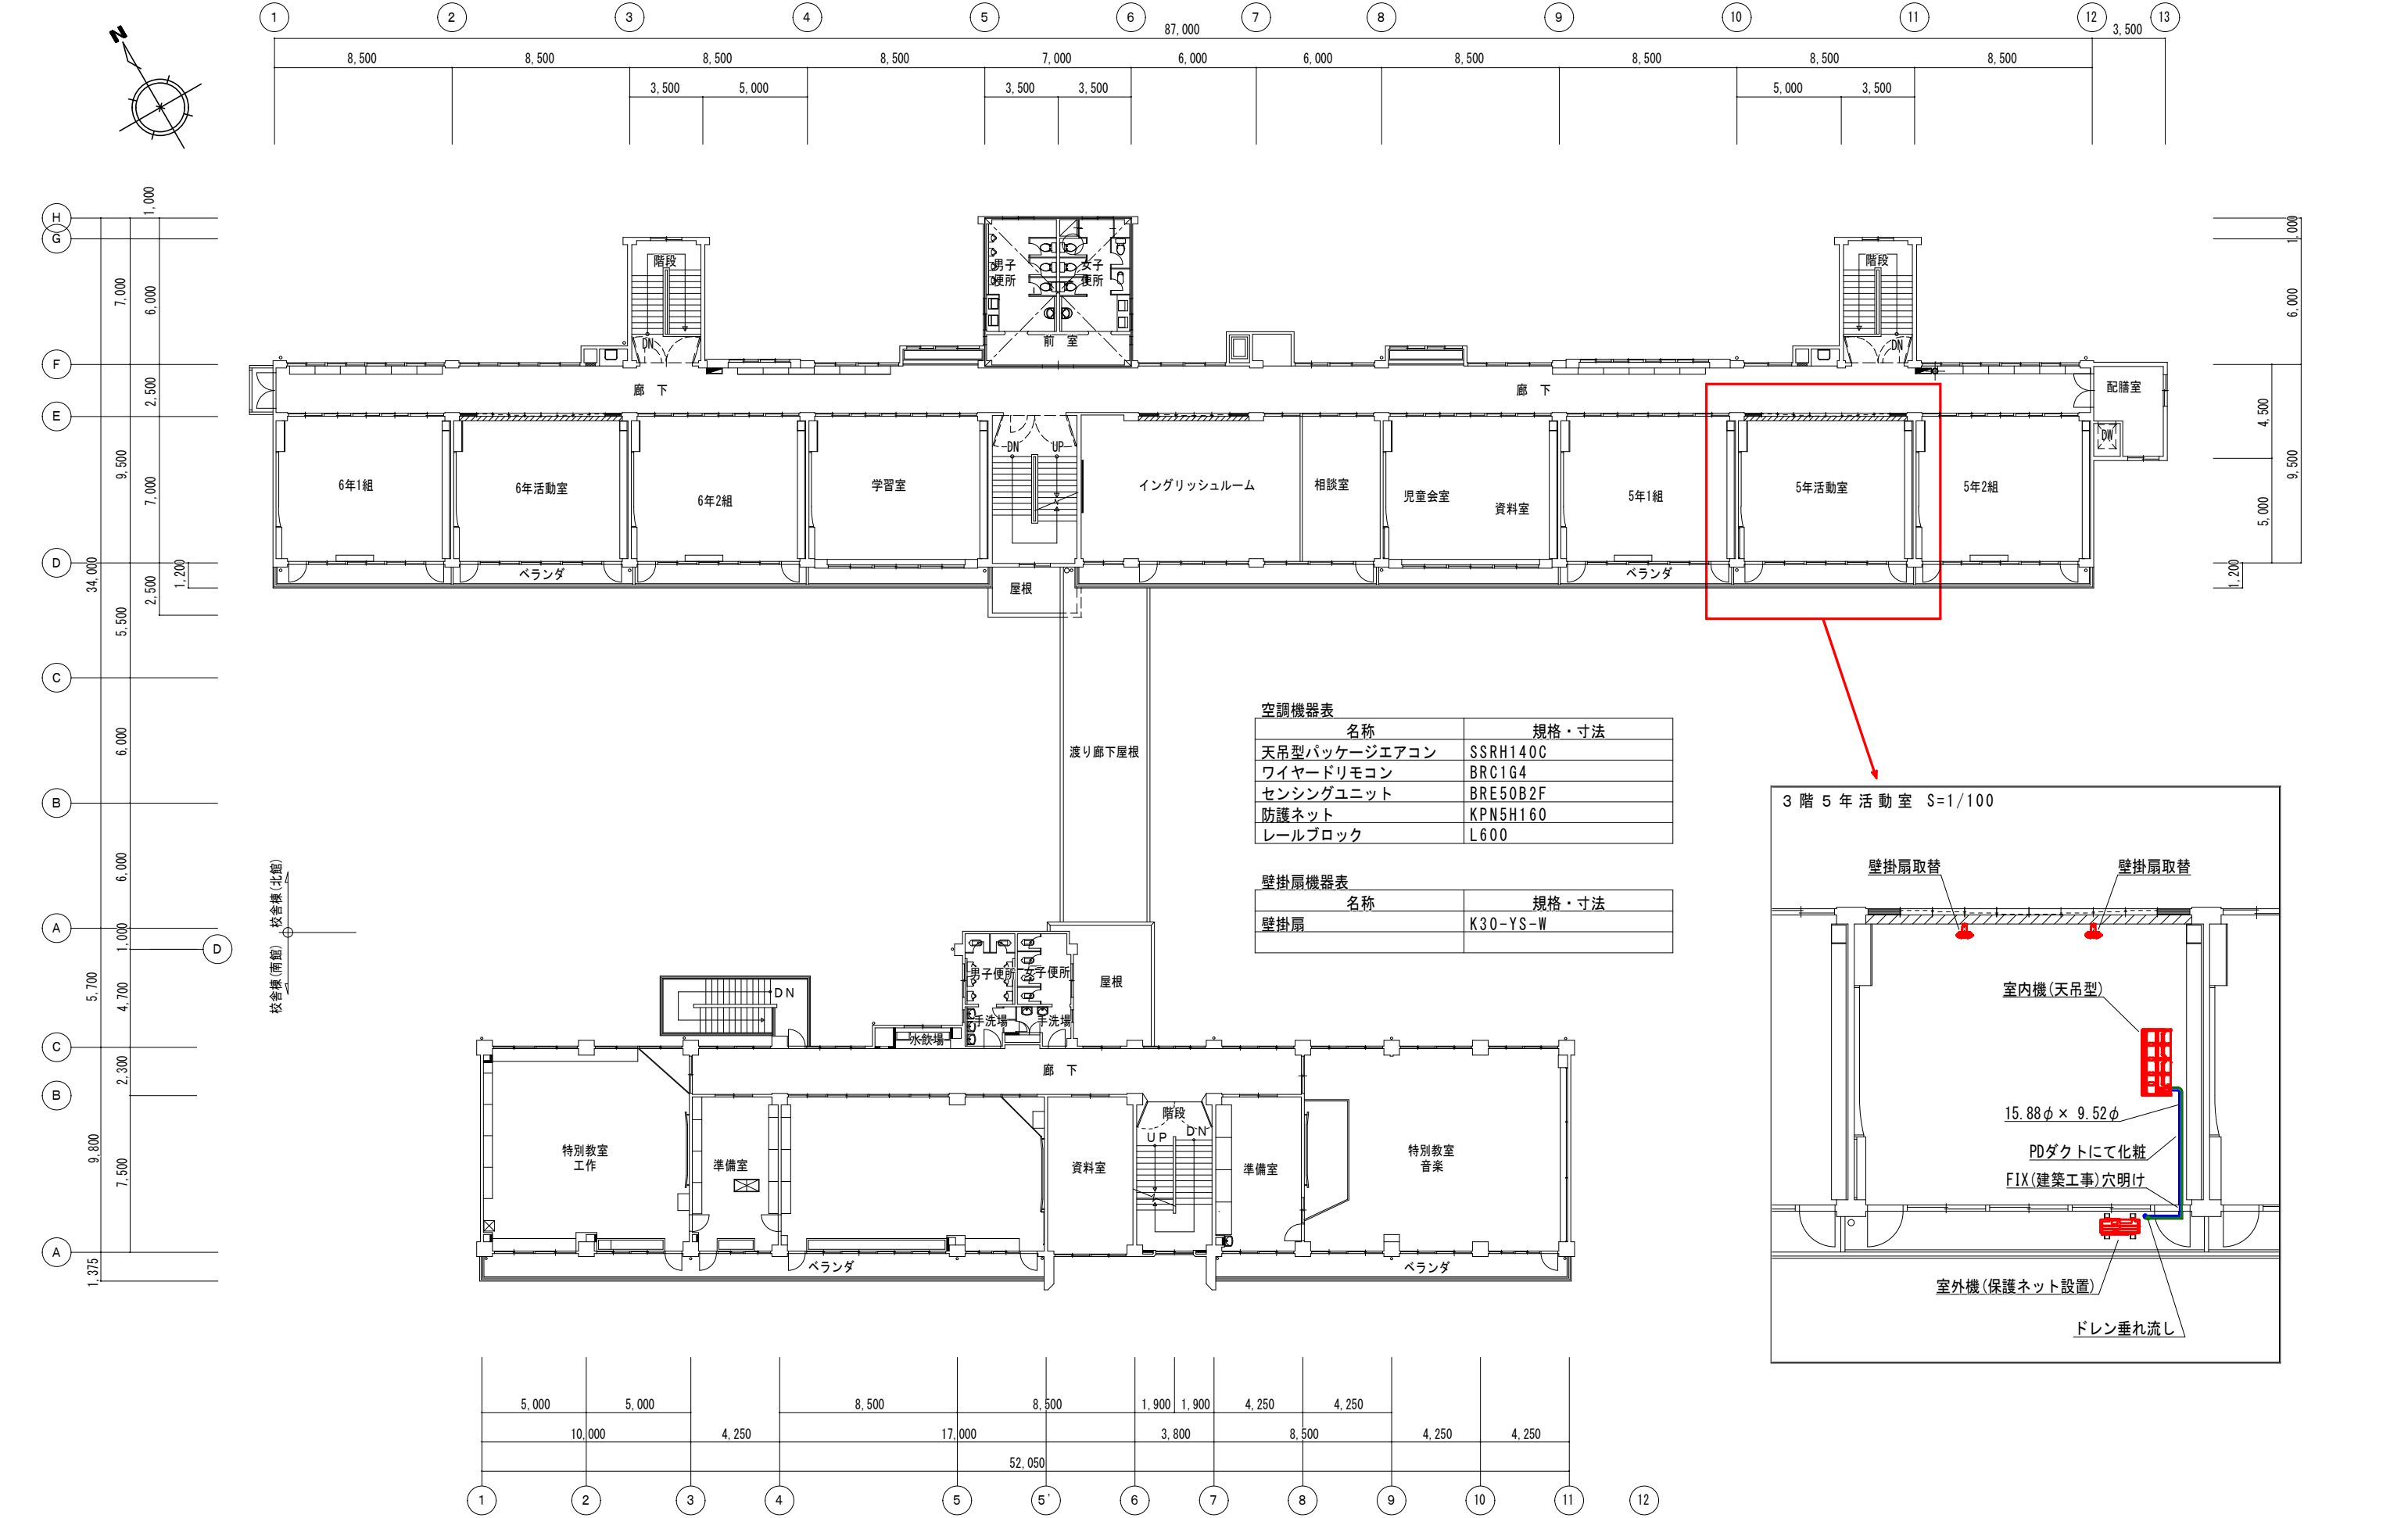 1 2 3 4 5 6 7 8 9 10 11 12 13
N
87,000
3,500
8,500 8,500 8,500 8,500 7,000 6,000 6,000 8,500 8,500 8,500 8,500
3,500 5,000 3,500 3,500 5,000 3,500
H
G
F
E
D
C
B
A
D
C
B
A
1,000
7,000
6,000
2,500
9,500
7,000
34,000
1,200
2,500
5,500
6,000
6,000
1,000
5,700
4,700
2,300
9,800
7,500
1,375
1,000
6,000
4,500
9,500
5,000
1,200
階段
DN
男子
便所
女子
便所
前 室
階段
DN
廊 下
廊 下
配膳室
DW
6年1組
6年活動室
6年2組
学習室
DN
UP
イングリッシュルーム
相談室
児童会室
資料室
5年1組
5年活動室
5年2組
ベランダ
屋根
ベランダ
渡り廊下屋根
校舎棟(北館)
校舎棟(南館)
空調機器表
名称 規格・寸法
天吊型パッケージエアコン SSRH140C
ワイヤードリモコン BRC1G4
センシングユニット BRE50B2F
防護ネット KPN5H160
レールブロック L600
壁掛扇機器表
名称 規格・寸法
壁掛扇 K30-YS-W
3階5年活動室 S=1/100
壁掛扇取替
壁掛扇取替
室内機(天吊型)
15.88φ× 9.52φ
PDダクトにて化粧
FIX(建築工事)穴明け
室外機(保護ネット設置)
ドレン垂れ流し
DN
男子便所
女子便所
屋根
手洗場
手洗場
水飲場
廊 下
特別教室
工作
準備室
資料室
階段
UP
DN
準備室
特別教室
音楽
ベランダ
ベランダ
5,000 5,000 8,500 8,500 1,900 1,900 4,250 4,250
10,000 4,250 17,000 3,800 8,500 4,250 4,250
52,050
1 2 3 4 5 5' 6 7 8 9 10 11 12